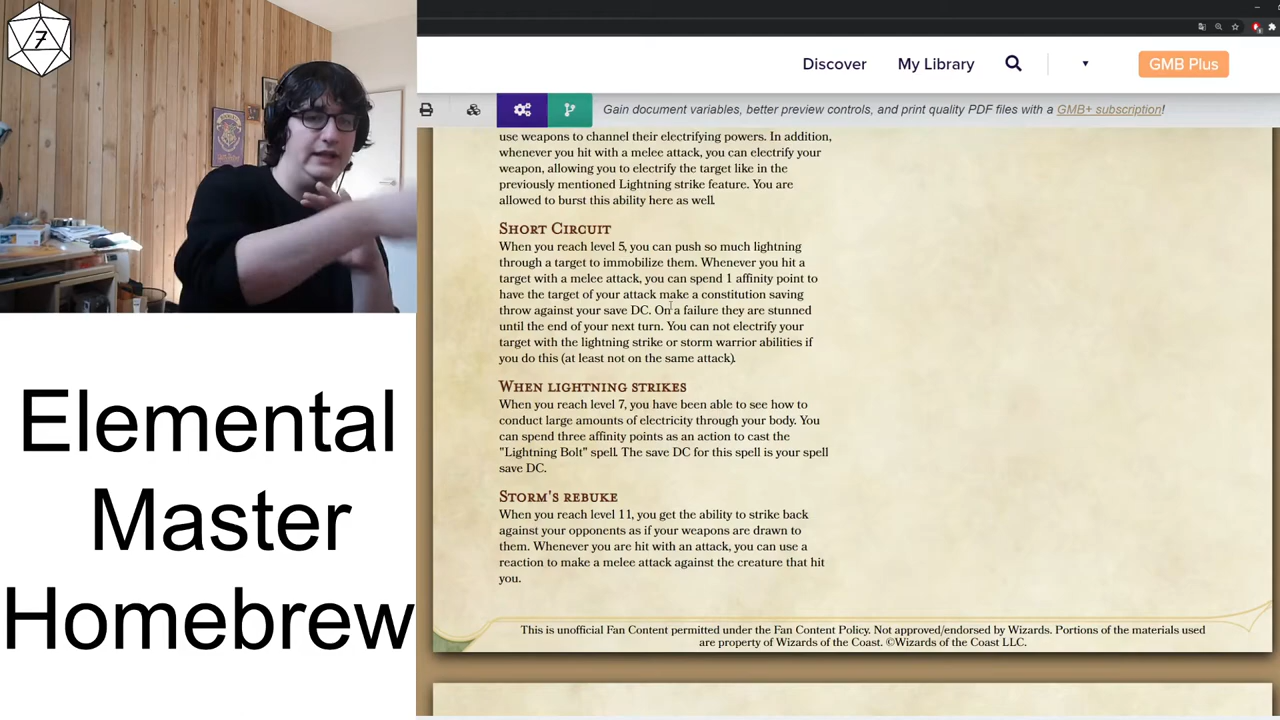 7
Discover
My Library
GMB Plus
Gain document variables, better preview controls, and print quality PDF files with a GMB+ subscription!
use weapons to channel their electrifying powers. In addition,
whenever you hit with a melee attack, you can electrify your
weapon, allowing you to electrify the target like in the
previously mentioned Lightning strike feature. You are
allowed to burst this ability here as well.
Short Circuit
When you reach level 5, you can push so much lightning
through a target to immobilize them. Whenever you hit a
target with a melee attack, you can spend 1 affinity point to
have the target of your attack make a constitution saving
throw against your save DC. On a failure they are stunned
until the end of your next turn. You can not electrify your
target with the lightning strike or storm warrior abilities if
you do this (at least not on the same attack).
When lightning strikes
When you reach level 7, you have been able to see how to
conduct large amounts of electricity through your body. You
can spend three affinity points as an action to cast the
"Lightning Bolt" spell. The save DC for this spell is your spell
save DC.
Storm's rebuke
When you reach level 11, you get the ability to strike back
against your opponents as if your weapons are drawn to
them. Whenever you are hit with an attack, you can use a
reaction to make a melee attack against the creature that hit
you.
This is unofficial Fan Content permitted under the Fan Content Policy. Not approved/endorsed by Wizards. Portions of the materials used
are property of Wizards of the Coast. ©Wizards of the Coast LLC.
Elemental
Master
Homebrew